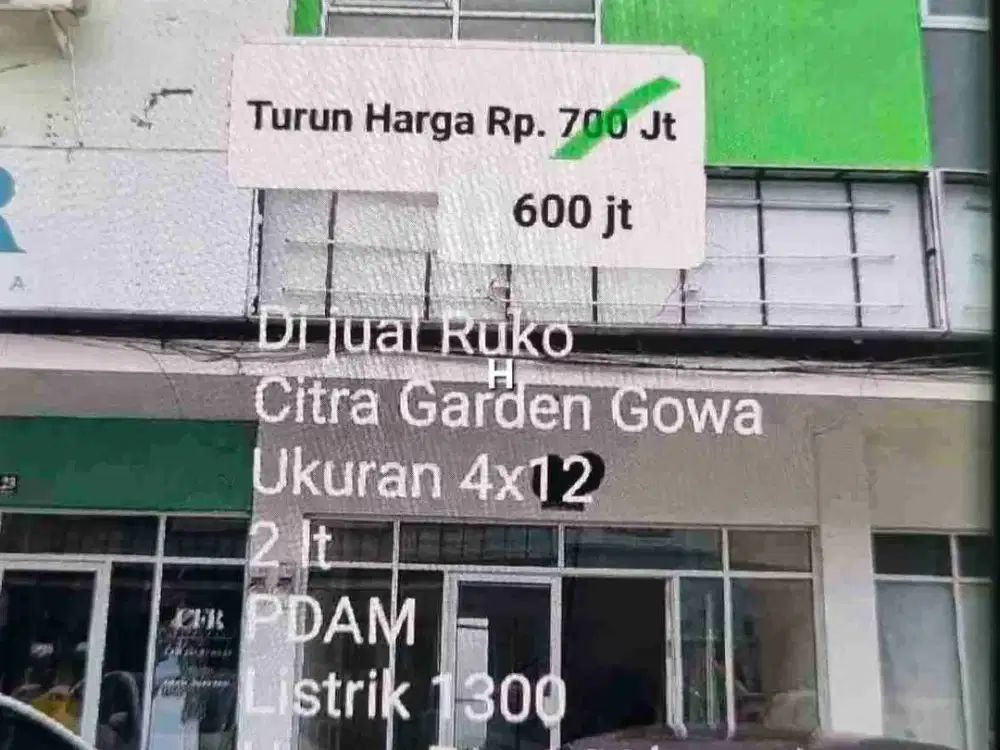 Turun Harga Rp. 700 Jt
600 jt
R
A
Di jual Ruko
H
Citra Garden Gowa
Ukuran 4x12
2 lt
PDAM
Listrik 1300